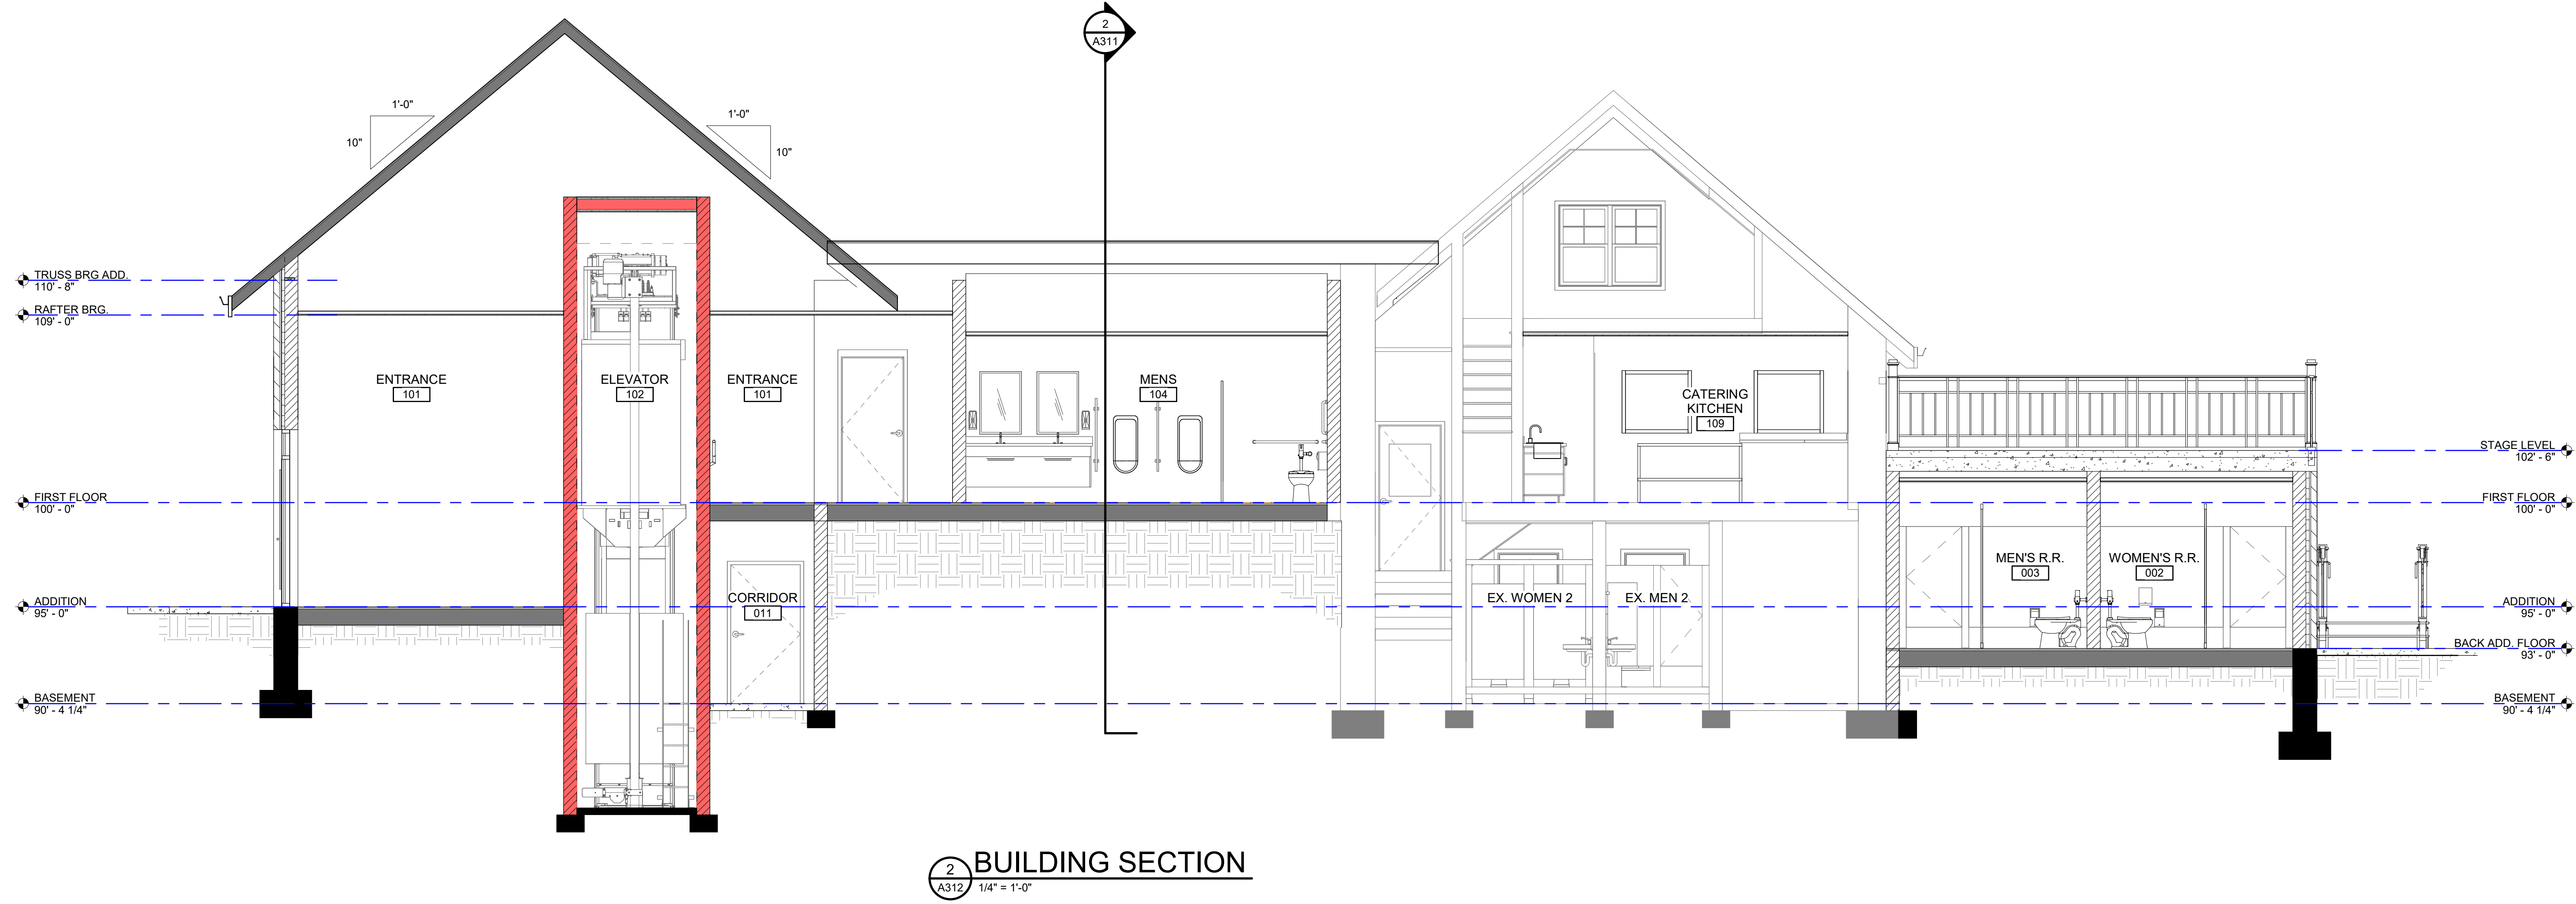 2
A311
1'-0"
10"
1'-0"
10"
TRUSS BRG ADD.
110' - 8"
RAFTER BRG.
109' - 0"
ENTRANCE
101
ELEVATOR
102
ENTRANCE
101
MENS
104
CATERING
KITCHEN
109
STAGE LEVEL
102' - 6"
FIRST FLOOR
100' - 0"
FIRST FLOOR
100' - 0"
MEN'S R.R.
003
WOMEN'S R.R.
002
CORRIDOR
011
EX. WOMEN 2
EX. MEN 2
ADDITION
95' - 0"
ADDITION
95' - 0"
BACK ADD. FLOOR
93' - 0"
BASEMENT
90' - 4 1/4"
BASEMENT
90' - 4 1/4"
2
A312
BUILDING SECTION
1/4" = 1'-0"